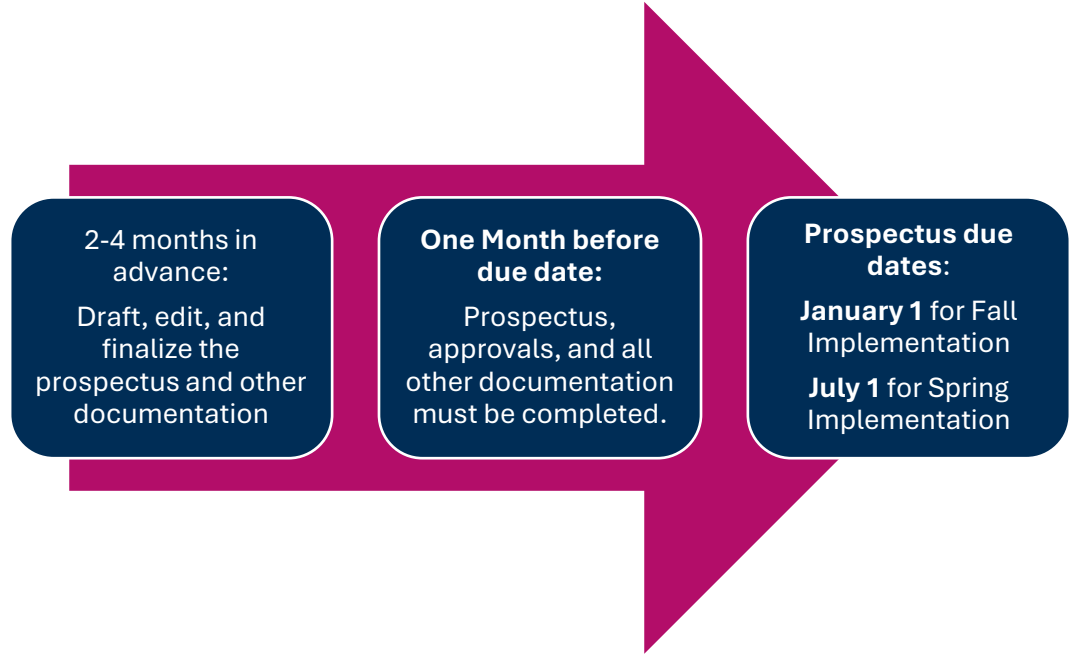 2-4 months in
advance:
Draft, edit, and
finalize the
prospectus and other
documentation
One Month before
due date:
Prospectus,
approvals, and all
other documentation
must be completed.
Prospectus due
dates:
January 1 for Fall
Implementation
July 1 for Spring
Implementation